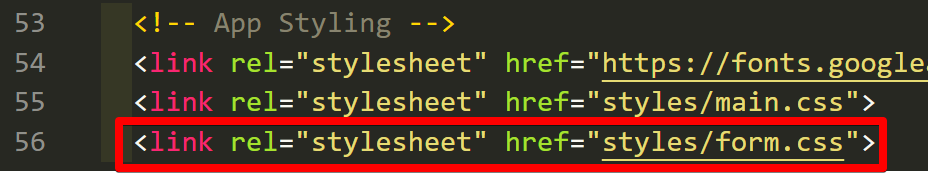 53 <!-- App Styling -->
54 <link rel="stylesheet" href="https://fonts.google
55 <link rel="stylesheet" href="styles/main.css">
56 <link rel="stylesheet" href="styles/form.css">